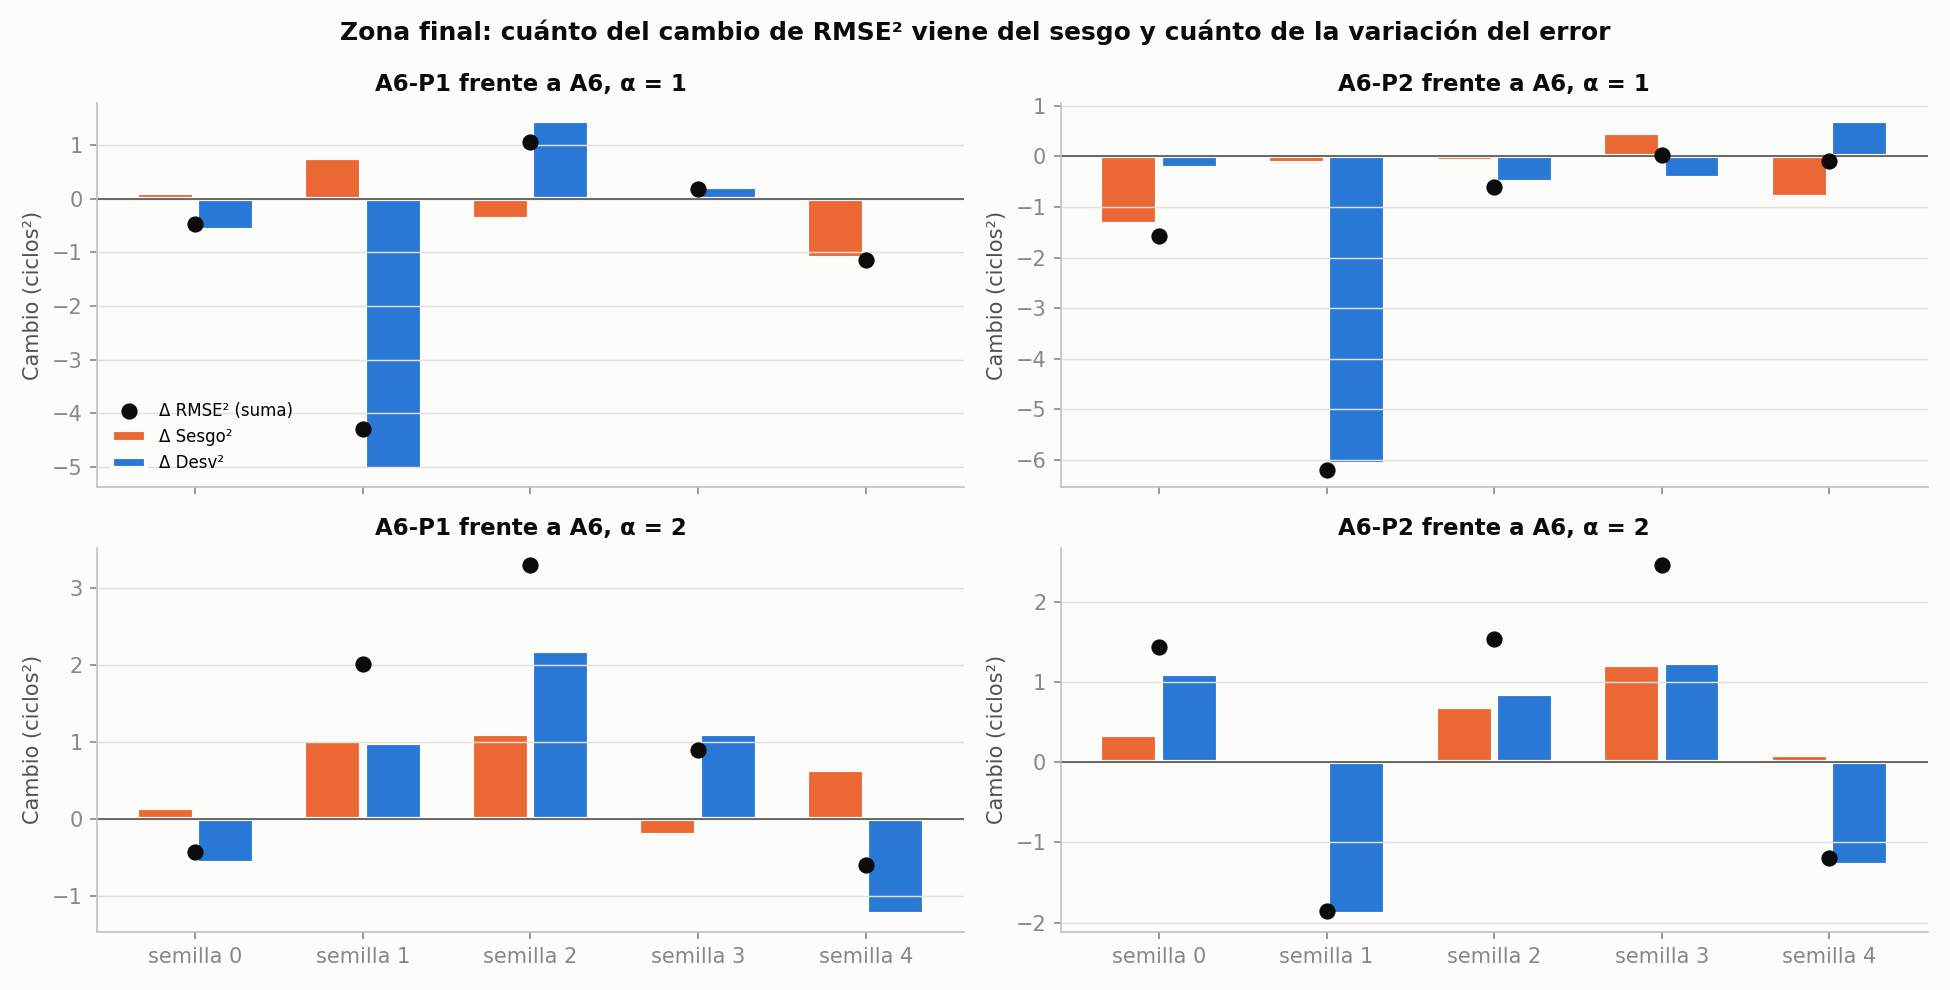 Zona final: cuánto del cambio de RMSE² viene del sesgo y cuánto de la variación del error
A6-P1 frente a A6, α = 1
Cambio (ciclos²)
1
0
−1
−2
−3
−4
−5
Δ RMSE² (suma)
Δ Sesgo²
Δ Desv²
A6-P2 frente a A6, α = 1
Cambio (ciclos²)
1
0
−1
−2
−3
−4
−5
−6
A6-P1 frente a A6, α = 2
Cambio (ciclos²)
3
2
1
0
−1
semilla 0 semilla 1 semilla 2 semilla 3 semilla 4
A6-P2 frente a A6, α = 2
Cambio (ciclos²)
2
1
0
−1
−2
semilla 0 semilla 1 semilla 2 semilla 3 semilla 4